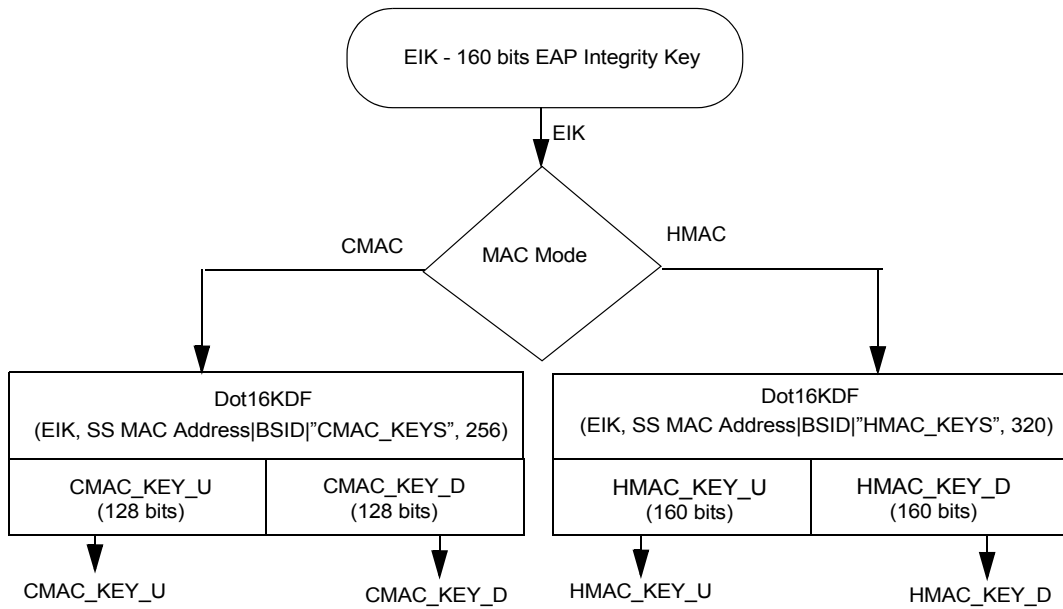 EIK - 160 bits EAP Integrity Key
EIK
CMAC
HMAC
MAC Mode
Dot16KDF
(EIK, SS MAC Address|BSID|”CMAC_KEYS”, 256)
Dot16KDF
(EIK, SS MAC Address|BSID|”HMAC_KEYS”, 320)
CMAC_KEY_U
(128 bits)
CMAC_KEY_D
(128 bits)
HMAC_KEY_U
(160 bits)
HMAC_KEY_D
(160 bits)
CMAC_KEY_U
CMAC_KEY_D
HMAC_KEY_U
HMAC_KEY_D